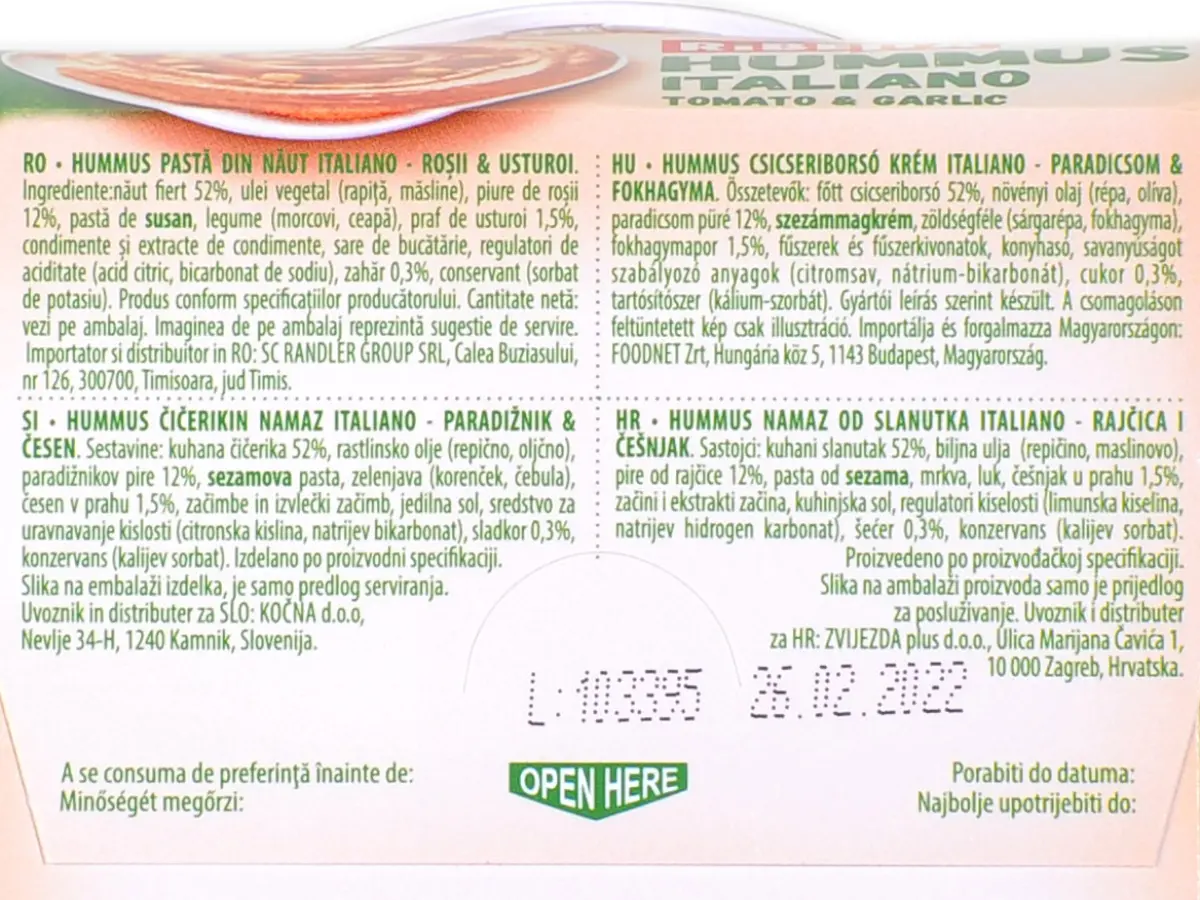 HUMMUS
ITALIANO
TOMATO & GARLIC
RO • HUMMUS PASTĂ DIN NĂUT ITALIANO - ROȘII & USTUROI.
Ingrediente:năut fiert 52%, ulei vegetal (rapiță, măsline), piure de roșii
12%, pastă de susan, legume (morcovi, ceapă), praf de usturoi 1,5%,
condimente și extracte de condimente, sare de bucătărie, regulatori de
aciditate (acid citric, bicarbonat de sodiu), zahăr 0,3%, conservant (sorbat
de potasiu). Produs conform specificațiilor producătorului. Cantitate netă:
vezi pe ambalaj. Imaginea de pe ambalaj reprezintă sugestie de servire.
Importator si distribuitor in RO: SC RANDLER GROUP SRL, Calea Buziasului,
nr 126, 300700, Timisoara, jud Timis.
HU • HUMMUS CSICSERIBORSÓ KRÉM ITALIANO - PARADICSOM &
FOKHAGYMA. Összetevők: főtt csicseriborsó 52%, növényi olaj (répa, olíva),
paradicsom püré 12%, szezámmagkrém, zöldségféle (sárgarépa, fokhagyma),
fokhagymapor 1,5%, fűszerek és fűszerkivonatok, konyhasó, savanyúságot
szabályozó anyagok (citromsav, nátrium-bikarbonát), cukor 0,3%,
tartósítószer (kálium-szorbát). Gyártói leírás szerint készült. A csomagoláson
feltüntetett kép csak illusztráció. Importálja és forgalmazza Magyarországon:
FOODNET Zrt, Hungária köz 5, 1143 Budapest, Magyarország.
SI • HUMMUS ČIČERIKIN NAMAZ ITALIANO - PARADIŽNIK &
ČESEN. Sestavine: kuhana čičerika 52%, rastlinsko olje (repično, oljčno),
paradižnikov pire 12%, sezamova pasta, zelenjava (korenček, čebula),
česen v prahu 1,5%, začimbe in izvlečki začimb, jedilna sol, sredstvo za
uravnavanje kislosti (citronska kislina, natrijev bikarbonat), sladkor 0,3%,
konzervans (kalijev sorbat). Izdelano po proizvodni specifikaciji.
Slika na embalaži izdelka, je samo predlog serviranja.
Uvoznik in distributer za SLO: KOČNA d.o.o,
Nevlje 34-H, 1240 Kamnik, Slovenija.
HR • HUMMUS NAMAZ OD SLANUTKA ITALIANO - RAJČICA I
ČEŠNJAK. Sastojci: kuhani slanutak 52%, biljna ulja (repičino, maslinovo),
pire od rajčice 12%, pasta od sezama, mrkva, luk, češnjak u prahu 1,5%,
začini i ekstrakti začina, kuhinjska sol, regulatori kiselosti (limunska kiselina,
natrijev hidrogen karbonat), šećer 0,3%, konzervans (kalijev sorbat).
Proizvedeno po proizvođačkoj specifikaciji.
Slika na ambalaži proizvoda samo je prijedlog
za posluživanje. Uvoznik i distributer
za HR: ZVIJEZDA plus d.o.o., Ulica Marijana Čavića 1,
10 000 Zagreb, Hrvatska.
L:103395 26.02.2022
A se consuma de preferință înainte de:
Minőségét megőrzi:
OPEN HERE
Porabiti do datuma:
Najbolje upotrijebiti do: